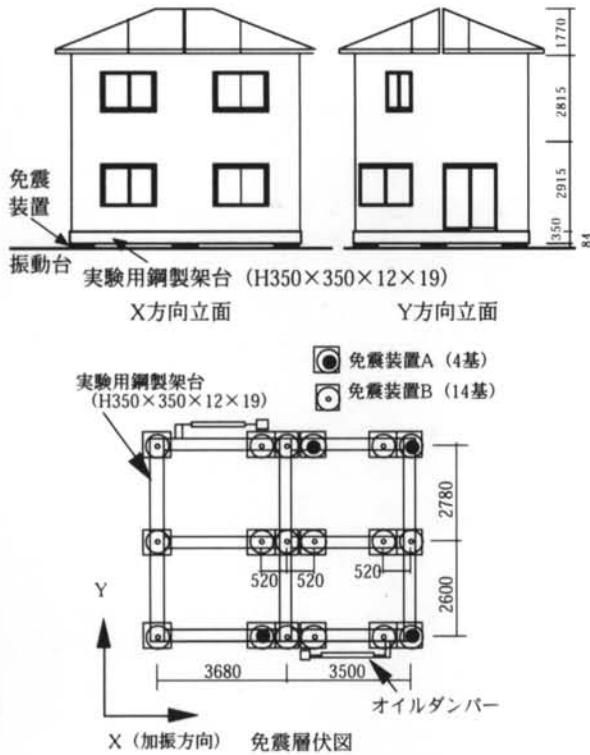 1770
2815
2915
350
84
免震
装置
振動台
実験用鋼製架台（H350×350×12×19）
X方向立面
Y方向立面
免震装置A（4基）
免震装置B（14基）
実験用鋼製架台
（H350×350×12×19）
2780
2600
520
520
520
Y
3680
3500
オイルダンパー
X（加振方向）
免震層伏図